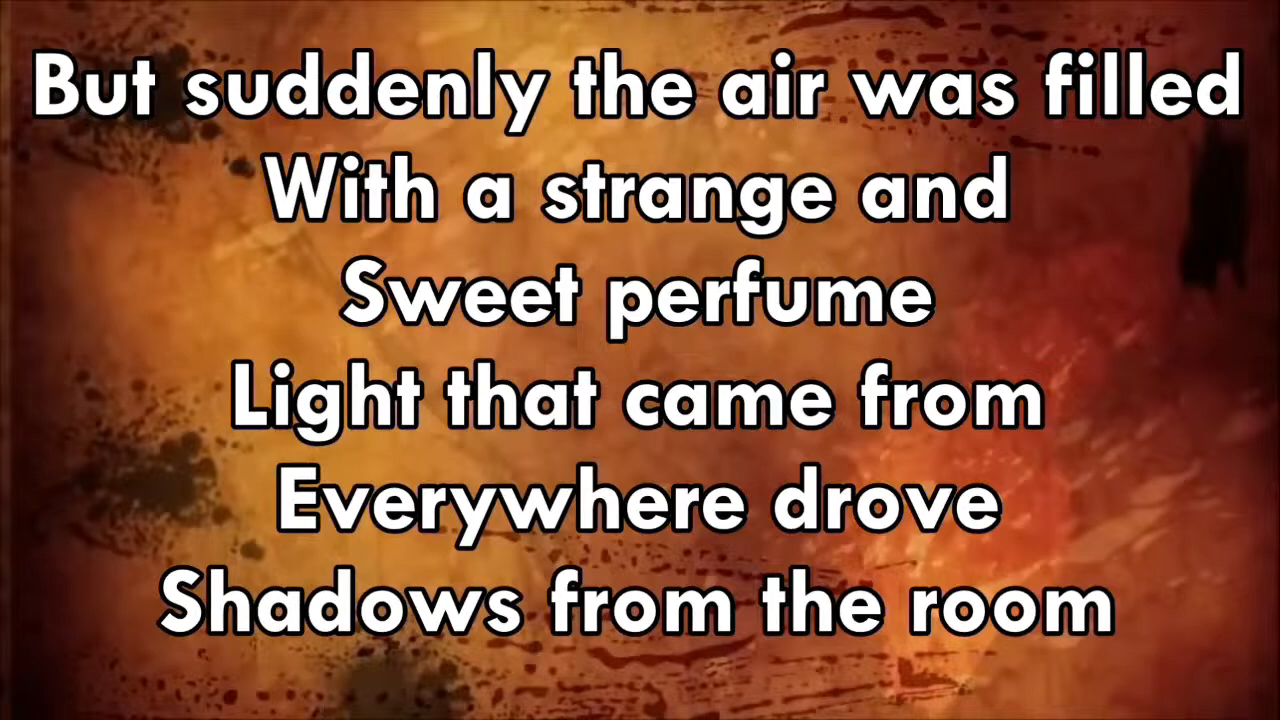 But suddenly the air was filled
With a strange and
Sweet perfume
Light that came from
Everywhere drove
Shadows from the room